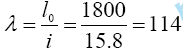 λ = l₀/i = 1800/15.8 = 114